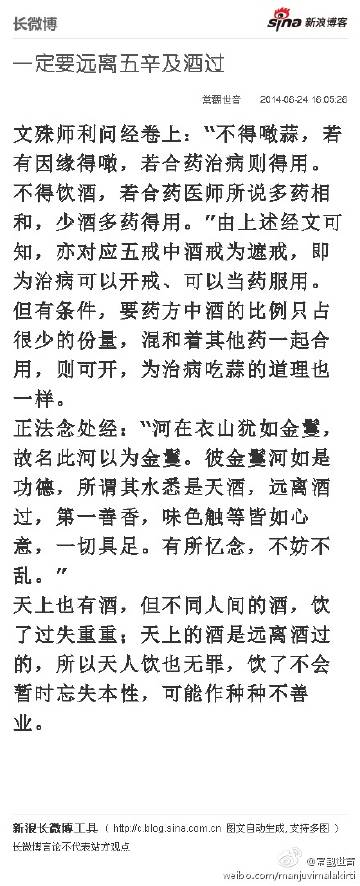 长微博
sina 新浪博客
一定要远离五辛及酒过
常翻世音 2014-06-24 16:05:26
文殊师利问经卷上：“不得噉蒜，若
有因缘得噉，若合药治病则得用。
不得饮酒，若合药医师所说多药相
和，少酒多药得用。”由上述经文可
知，亦对应五戒中酒戒为遮戒，即
为治病可以开戒、可以当药服用。
但有条件，要药方中酒的比例只占
很少的份量，混和着其他药一起合
用，则可开，为治病吃蒜的道理也
一样。
正法念处经：“河在衣山犹如金鬘，
故名此河以为金鬘。彼金鬘河如是
功德，所谓其水悉是天酒，远离酒
过，第一善香，味色触等皆如心
意，一切具足。有所忆念，不妨不
乱。”
天上也有酒，但不同人间的酒，饮
了过失重重；天上的酒是远离酒过
的，所以天人饮也无罪，饮了不会
暂时忘失本性，可能作种种不善
业。
新浪长微博工具（ http://c.blog.sina.com.cn 图文自动生成，支持多图 ）
长微博言论不代表站方观点
weibo.com/manjuvimalakirti